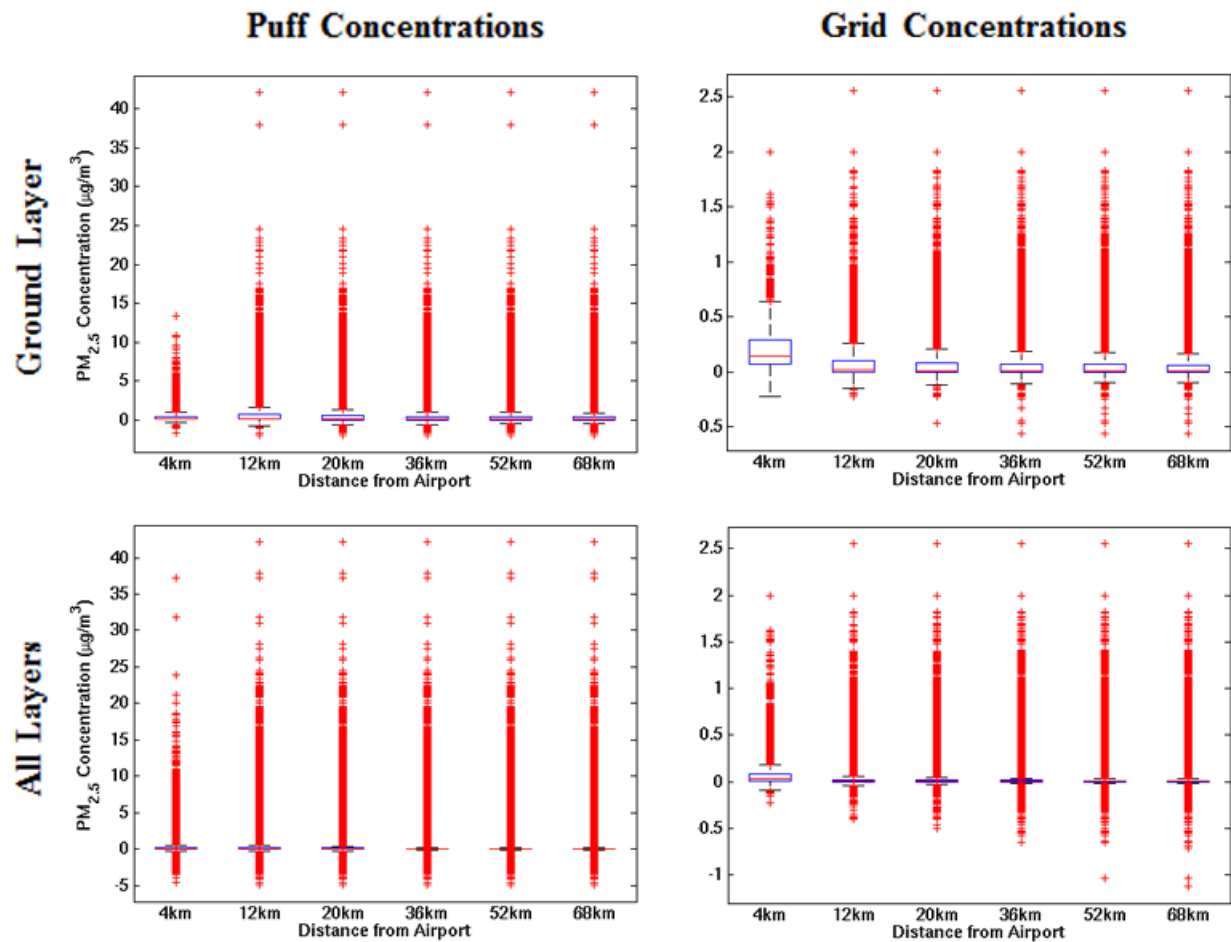 Puff Concentrations
Grid Concentrations
Ground Layer
PM2.5 Concentration (µg/m3)
40
35
30
25
20
15
10
5
0
4km 12km 20km 36km 52km 68km
Distance from Airport
2.5
2
1.5
1
0.5
0
0.5
4km 12km 20km 36km 52km 68km
Distance from Airport
All Layers
PM2.5 Concentration (µg/m3)
40
35
30
25
20
15
10
5
0
-5
4km 12km 20km 36km 52km 68km
Distance from Airport
2.5
2
1.5
1
0.5
0
-0.5
-1
4km 12km 20km 36km 52km 68km
Distance from Airport